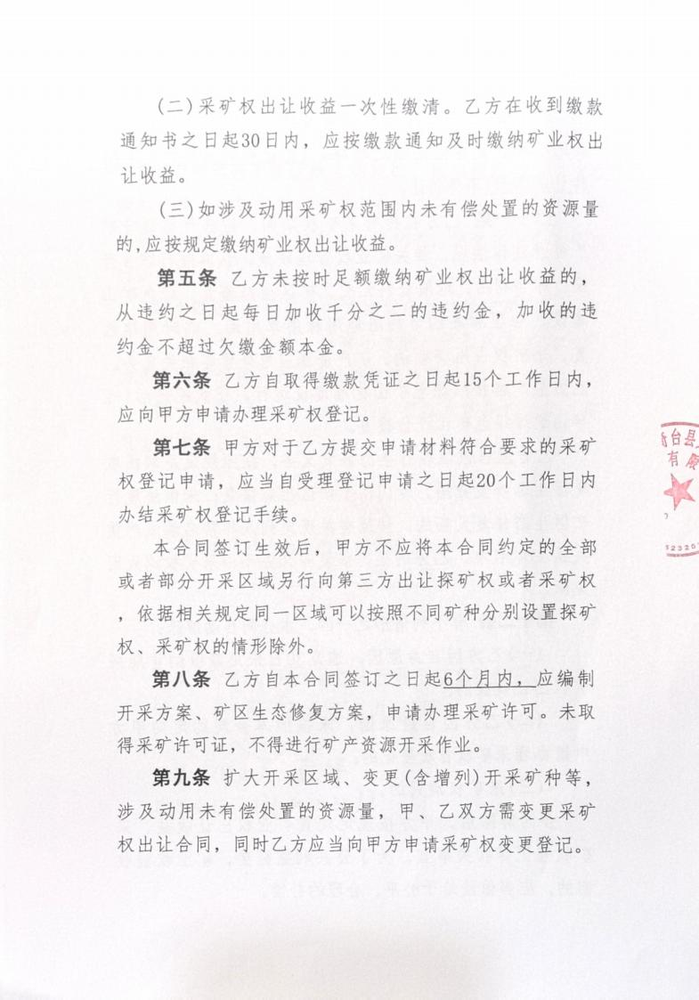 (二)采矿权出让收益一次性缴清。乙方在收到缴款
通知书之日起30日内，应按缴款通知及时缴纳矿业权出
让收益。
(三)如涉及动用采矿权范围内未有偿处置的资源量
的,应按规定缴纳矿业权出让收益。
第五条 乙方未按时足额缴纳矿业权出让收益的，
从违约之日起每日加收千分之二的违约金，加收的违
约金不超过欠缴金额本金。
第六条 乙方自取得缴款凭证之日起15个工作日内，
应向甲方申请办理采矿权登记。
第七条 甲方对于乙方提交申请材料符合要求的采矿
权登记申请，应当自受理登记申请之日起20个工作日内
办结采矿权登记手续。
本合同签订生效后，甲方不应将本合同约定的全部
或者部分开采区域另行向第三方出让探矿权或者采矿权
，依据相关规定同一区域可以按照不同矿种分别设置探矿
权、采矿权的情形除外。
第八条 乙方自本合同签订之日起6个月内，应编制
开采方案、矿区生态修复方案，申请办理采矿许可。未取
得采矿许可证，不得进行矿产资源开采作业。
第九条 扩大开采区域、变更(含增列)开采矿种等，
涉及动用未有偿处置的资源量，甲、乙双方需变更采矿
权出让合同，同时乙方应当向甲方申请采矿权变更登记。
台县
有
52320